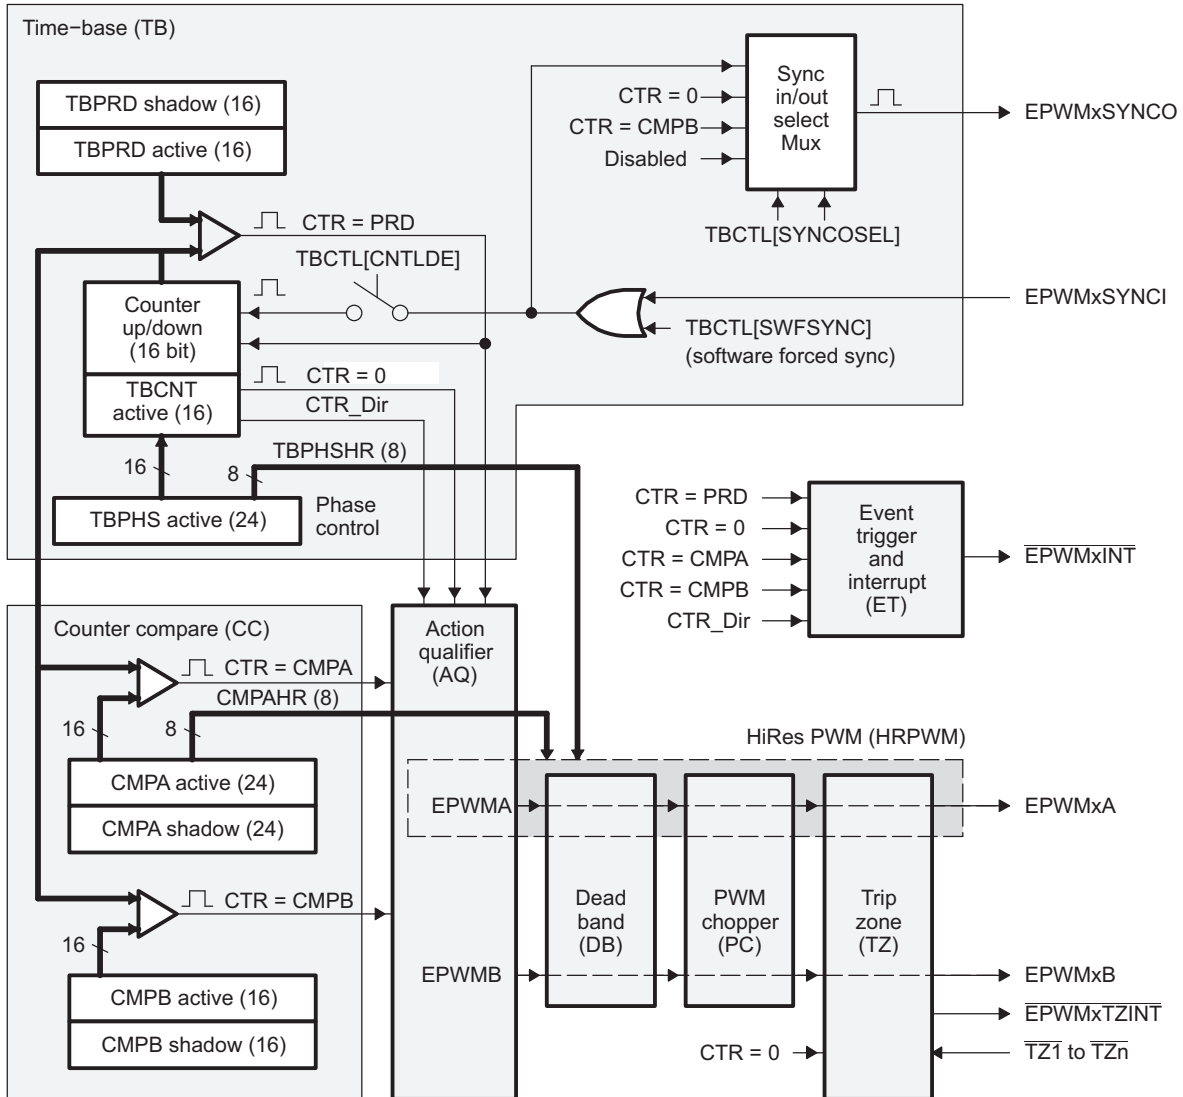 Time−base (TB)
TBPRD shadow (16)
TBPRD active (16)
CTR = PRD
TBCTL[CNTLDE]
Counter
up/down
(16 bit)
TBCNT
active (16)
CTR = 0
CTR_Dir
16
8
TBPHSHR (8)
TBPHS active (24)
Phase
control
CTR = 0
CTR = CMPB
Disabled
Sync
in/out
select
Mux
TBCTL[SYNCOSEL]
EPWMxSYNCO
EPWMxSYNCI
TBCTL[SWFSYNC]
(software forced sync)
CTR = PRD
CTR = 0
CTR = CMPA
CTR = CMPB
CTR_Dir
Event
trigger
and
interrupt
(ET)
EPWMxINT
Counter compare (CC)
CTR = CMPA
CMPAHR (8)
16
8
CMPA active (24)
CMPA shadow (24)
CTR = CMPB
16
CMPB active (16)
CMPB shadow (16)
Action
qualifier
(AQ)
HiRes PWM (HRPWM)
EPWMA
EPWMB
Dead
band
(DB)
PWM
chopper
(PC)
Trip
zone
(TZ)
CTR = 0
EPWMxA
EPWMxB
EPWMxTZINT
TZ1 to TZn